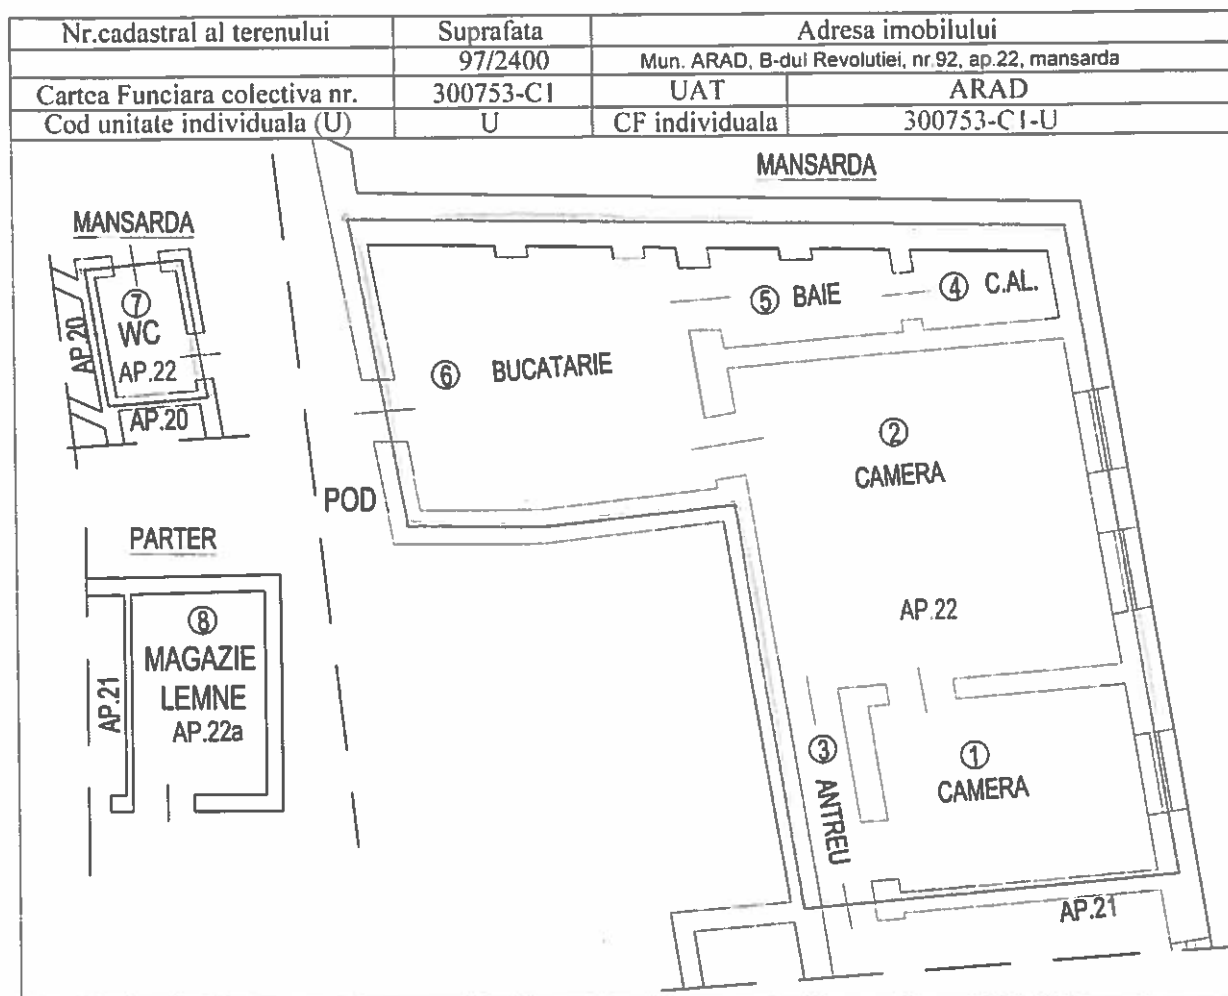 Nr.cadastral al terenului Suprafata Adresa imobilului
97/2400 Mun. ARAD, B-dul Revolutiei, nr.92, ap.22, mansarda
Cartea Funciara colectiva nr. 300753-C1 UAT ARAD
Cod unitate individuala (U) U CF individuala 300753-C1-U
MANSARDA
MANSARDA
7
WC
AP.22
AP.20
AP.20
5 BAIE
4 C.AL.
6 BUCATARIE
2
CAMERA
POD
PARTER
8
MAGAZIE
LEMNE
AP.22a
AP.21
AP.22
3
ANTREU
1
CAMERA
AP.21